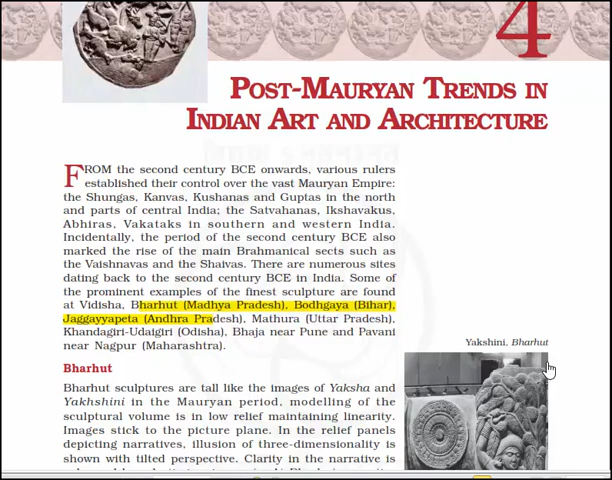 4
POST-MAURYAN TRENDS IN
INDIAN ART AND ARCHITECTURE
FROM the second century BCE onwards, various rulers
established their control over the vast Mauryan Empire:
the Shungas, Kanvas, Kushanas and Guptas in the north
and parts of central India; the Satvahanas, Ikshavakus,
Abhiras, Vakataks in southern and western India.
Incidentally, the period of the second century BCE also
marked the rise of the main Brahmanical sects such as
the Vaishnavas and the Shaivas. There are numerous sites
dating back to the second century BCE in India. Some of
the prominent examples of the finest sculpture are found
at Vidisha, Bharhut (Madhya Pradesh), Bodhgaya (Bihar),
Jaggayyapeta (Andhra Pradesh), Mathura (Uttar Pradesh),
Khandagiri-Udaigiri (Odisha), Bhaja near Pune and Pavani
near Nagpur (Maharashtra).
Yakshini, Bharhut
Bharhut
Bharhut sculptures are tall like the images of Yaksha and
Yakhshini in the Mauryan period, modelling of the
sculptural volume is in low relief maintaining linearity.
Images stick to the picture plane. In the relief panels
depicting narratives, illusion of three-dimensionality is
shown with tilted perspective. Clarity in the narrative is